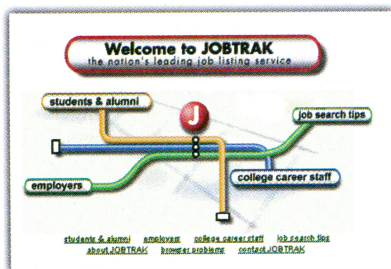 Welcome to JOBTRAK
the nation's leading job listing service
students & alumni
J
job search tips
employers
college career staff
students & alumni employers college career staff job search tips
about JOBTRAK browser problems contact JOBTRAK